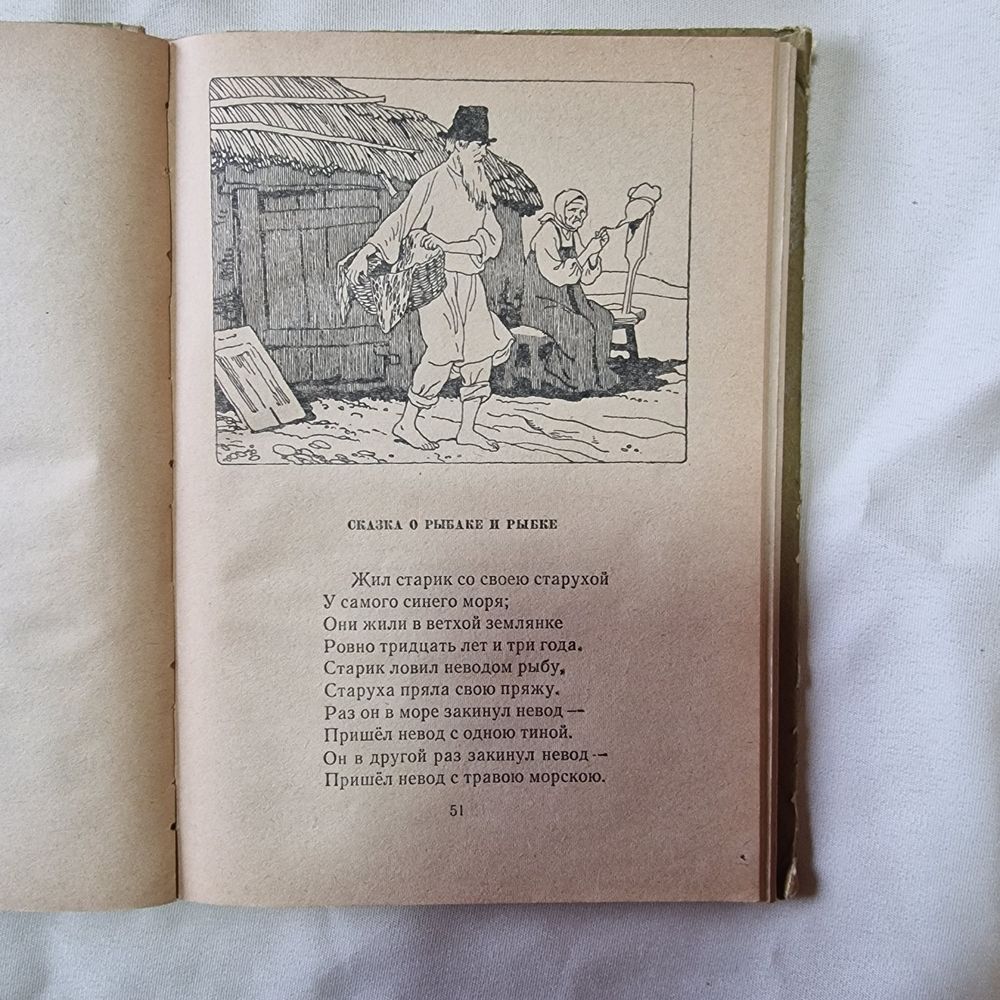 СКАЗКА О РЫБАКЕ И РЫБКЕ
Жил старик со своею старухой
У самого синего моря;
Они жили в ветхой землянке
Ровно тридцать лет и три года.
Старик ловил неводом рыбу,
Старуха пряла свою пряжу.
Раз он в море закинул невод —
Пришёл невод с одною тиной.
Он в другой раз закинул невод —
Пришёл невод с травою морскою.
51